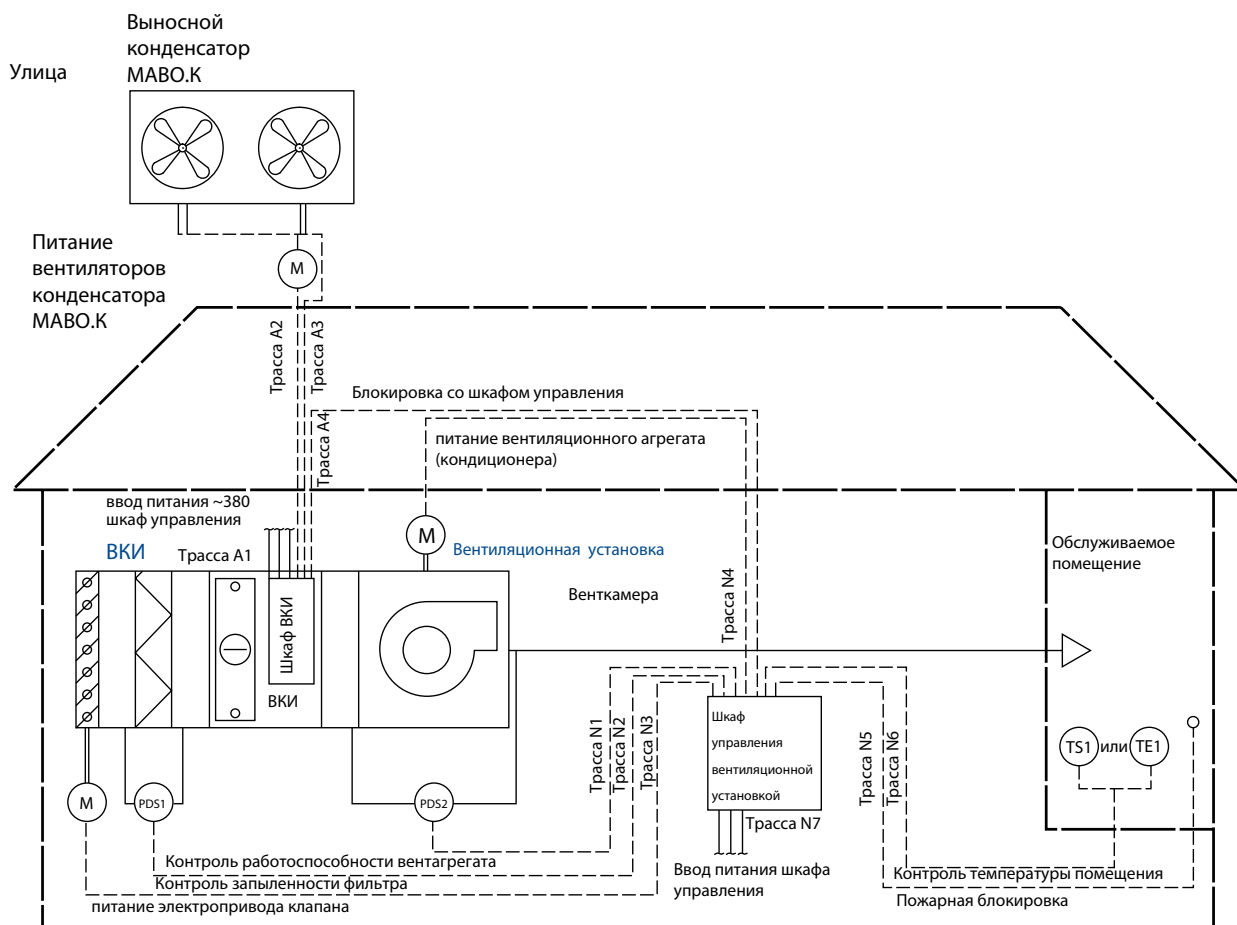 Выносной
конденсатор
МАВО.К
Улица
Питание
вентиляторов
конденсатора
МАВО.К
М
Трасса А2
Трасса А3
Трасса А4
Блокировка со шкафом управления
питание вентиляционного агрегата
(кондиционера)
ввод питания ~380
шкаф управления
ВКИ
Трасса А1
М
Вентиляционная установка
Венткамера
Трасса N4
Обслуживаемое
помещение
Шкаф ВКИ
ВКИ
Трасса N1
Трасса N2
Трасса N3
Шкаф
управления
вентиляционной
установкой
Трасса N5
Трасса N6
TS1 или TE1
М
PDS1
PDS2
Трасса N7
Контроль работоспособности вентагрегата
Контроль запыленности фильтра
питание электропривода клапана
Ввод питания шкафа
управления
Контроль температуры помещения
Пожарная блокировка